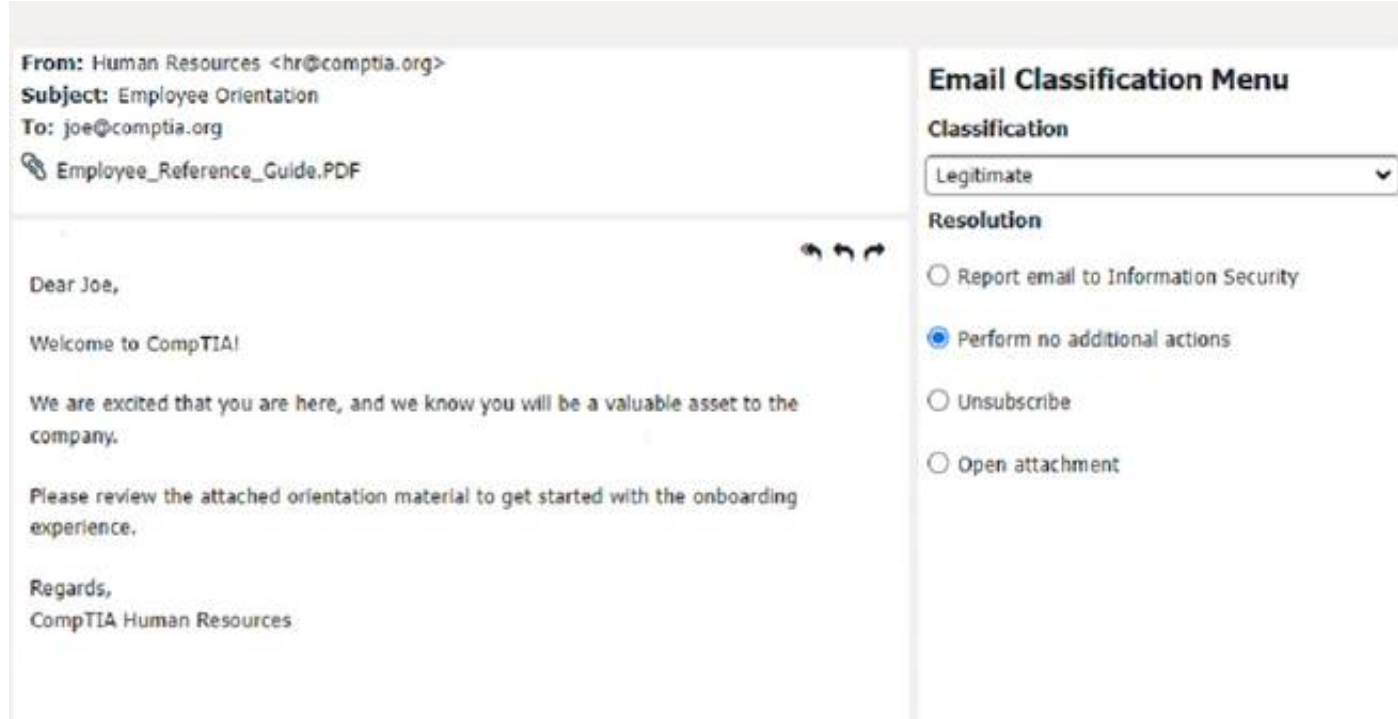 From: Human Resources <hr@comptia.org>
Subject: Employee Orientation
To: joe@comptia.org
Employee_Reference_Guide.PDF
Dear Joe,
Welcome to CompTIA!
We are excited that you are here, and we know you will be a valuable asset to the
company.
Please review the attached orientation material to get started with the onboarding
experience.
Regards,
CompTIA Human Resources
Email Classification Menu
Classification
Legitimate
Resolution
Report email to Information Security
Perform no additional actions
Unsubscribe
Open attachment